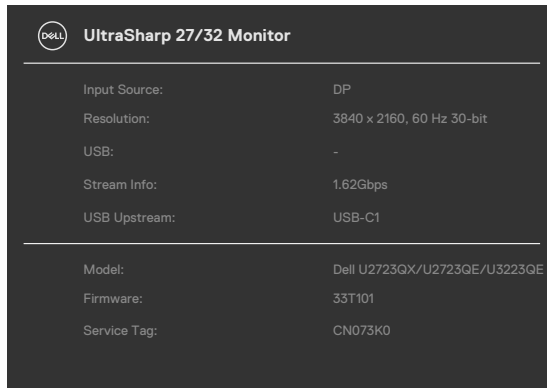 DELL UltraSharp 27/32 Monitor
Input Source: DP
Resolution: 3840 x 2160, 60 Hz 30-bit
USB: -
Stream Info: 1.62Gbps
USB Upstream: USB-C1
Model: Dell U2723QX/U2723QE/U3223QE
Firmware: 33T101
Service Tag: CN073K0